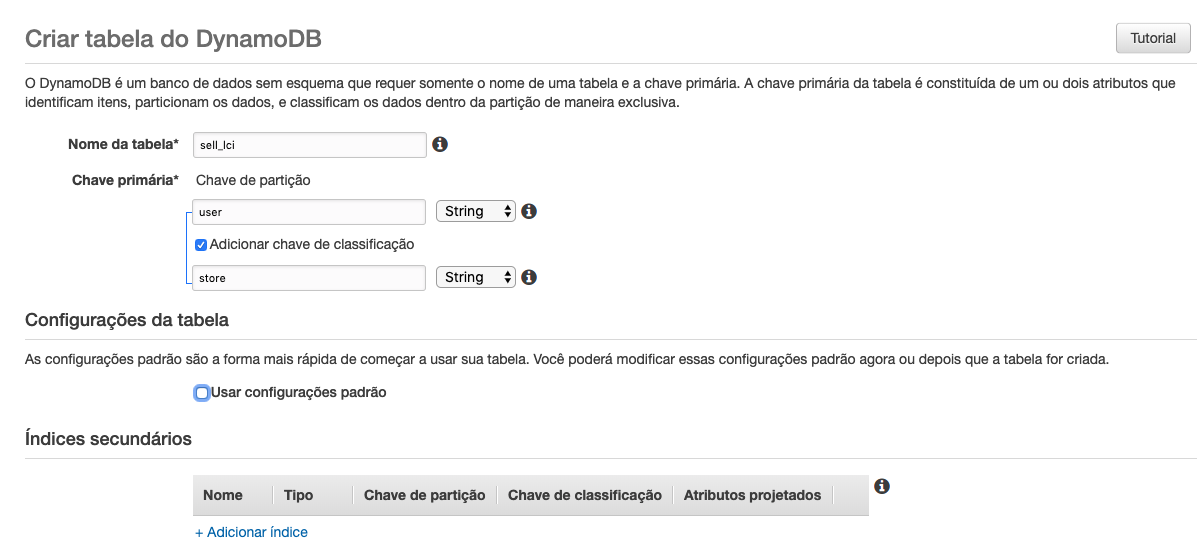 Criar tabela do DynamoDB
Tutorial
O DynamoDB é um banco de dados sem esquema que requer somente o nome de uma tabela e a chave primária. A chave primária da tabela é constituída de um ou dois atributos que
identificam itens, particionam os dados, e classificam os dados dentro da partição de maneira exclusiva.
Nome da tabela* sell_lci
Chave primária* Chave de partição
user String
Adicionar chave de classificação
store String
Configurações da tabela
As configurações padrão são a forma mais rápida de começar a usar sua tabela. Você poderá modificar essas configurações padrão agora ou depois que a tabela for criada.
Usar configurações padrão
Índices secundários
Nome Tipo Chave de partição Chave de classificação Atributos projetados
+ Adicionar índice